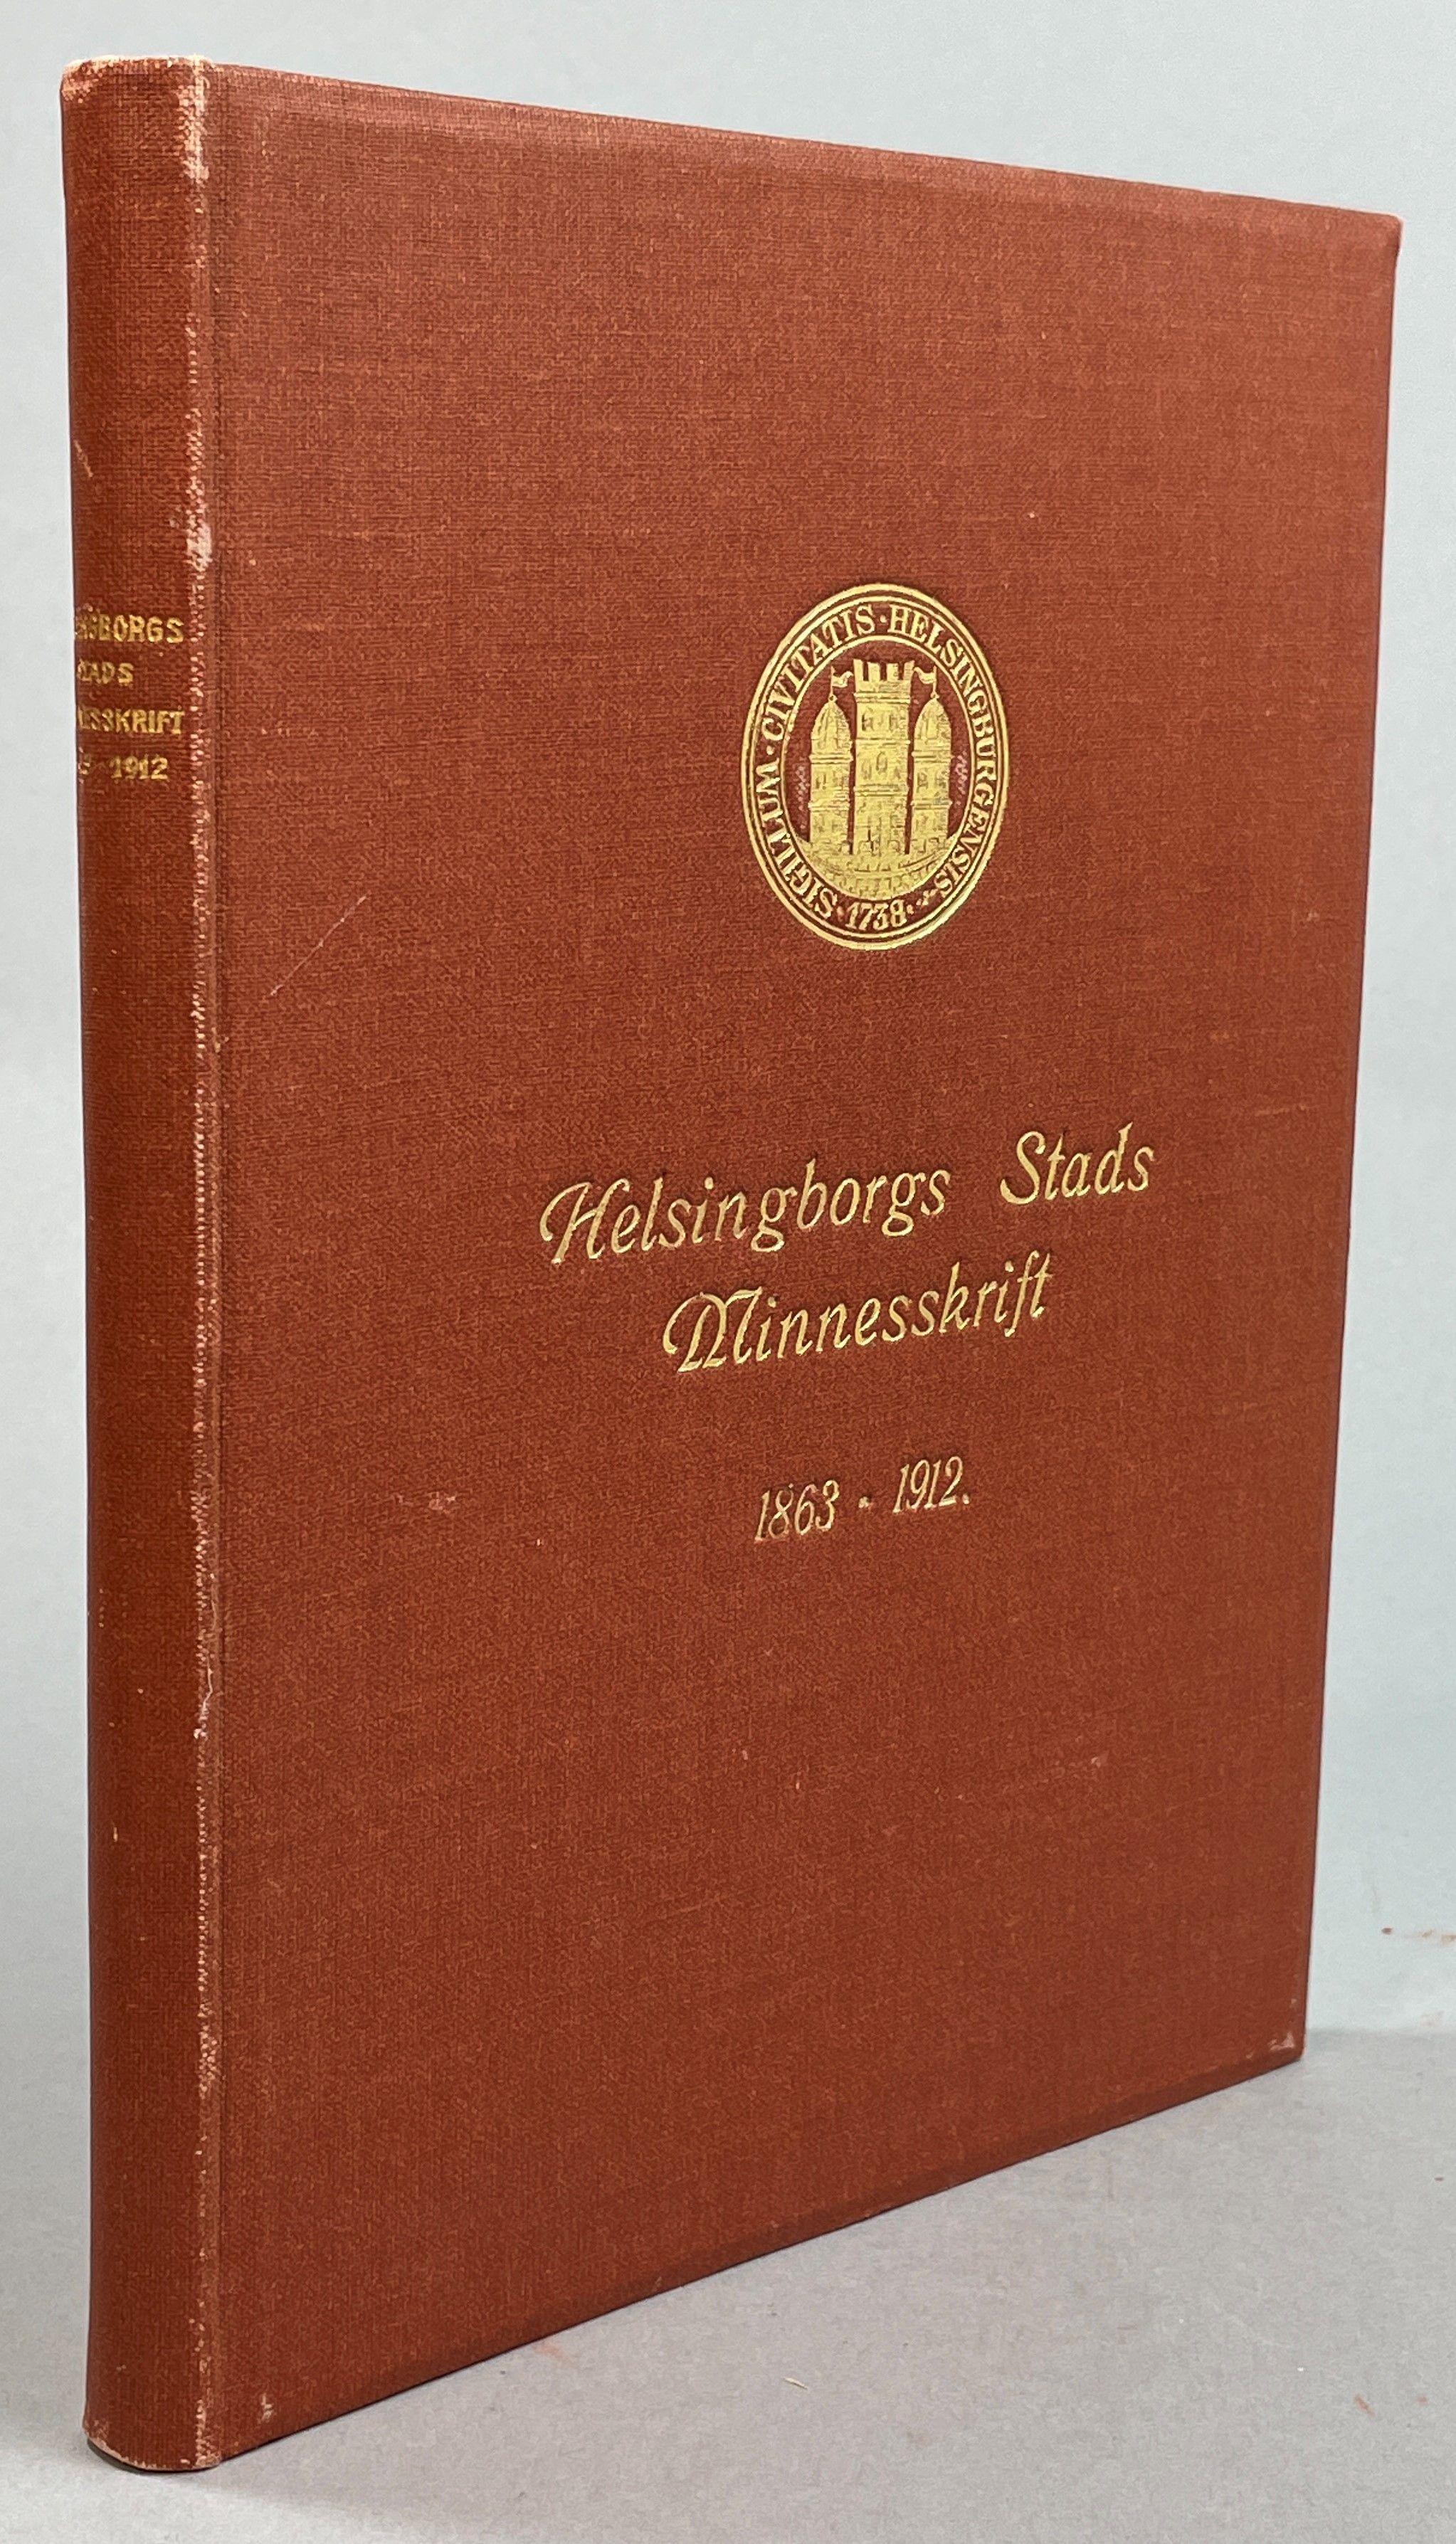 STADS
1912
SIGILLUM · CIVITATIS · HELSINGBURGENSIS
· 1738 ·
Helsingborgs Stads
Minnesskrift
1863 - 1912.